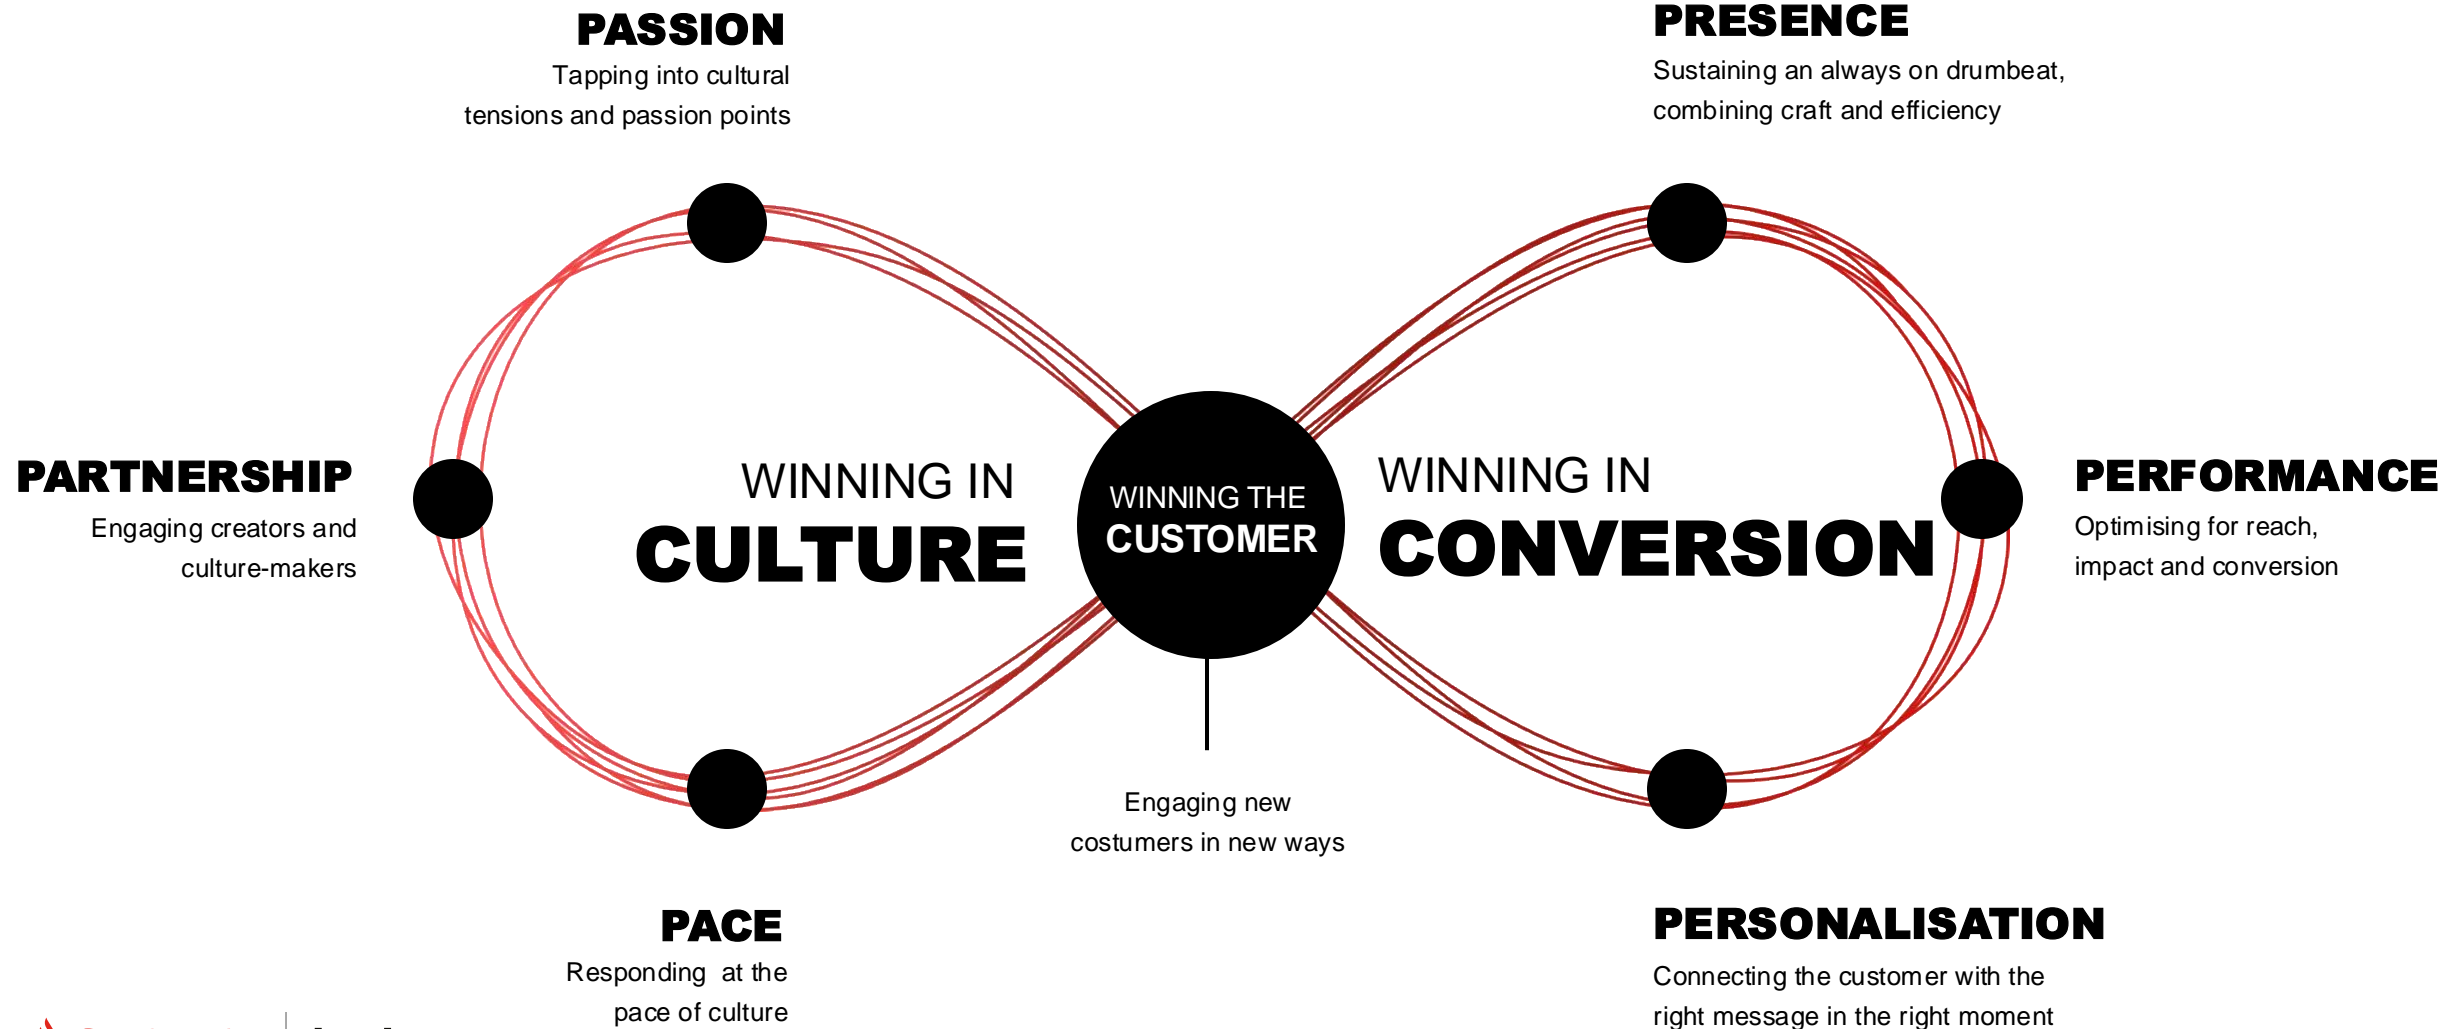 PASSION
Tapping into cultural
tensions and passion points
PRESENCE
Sustaining an always on drumbeat,
combining craft and efficiency
PARTNERSHIP
Engaging creators and
culture-makers
WINNING IN
CULTURE
WINNING THE
CUSTOMER
WINNING IN
CONVERSION
PERFORMANCE
Optimising for reach,
impact and conversion
Engaging new
costumers in new ways
PACE
Responding at the
pace of culture
PERSONALISATION
Connecting the customer with the
right message in the right moment